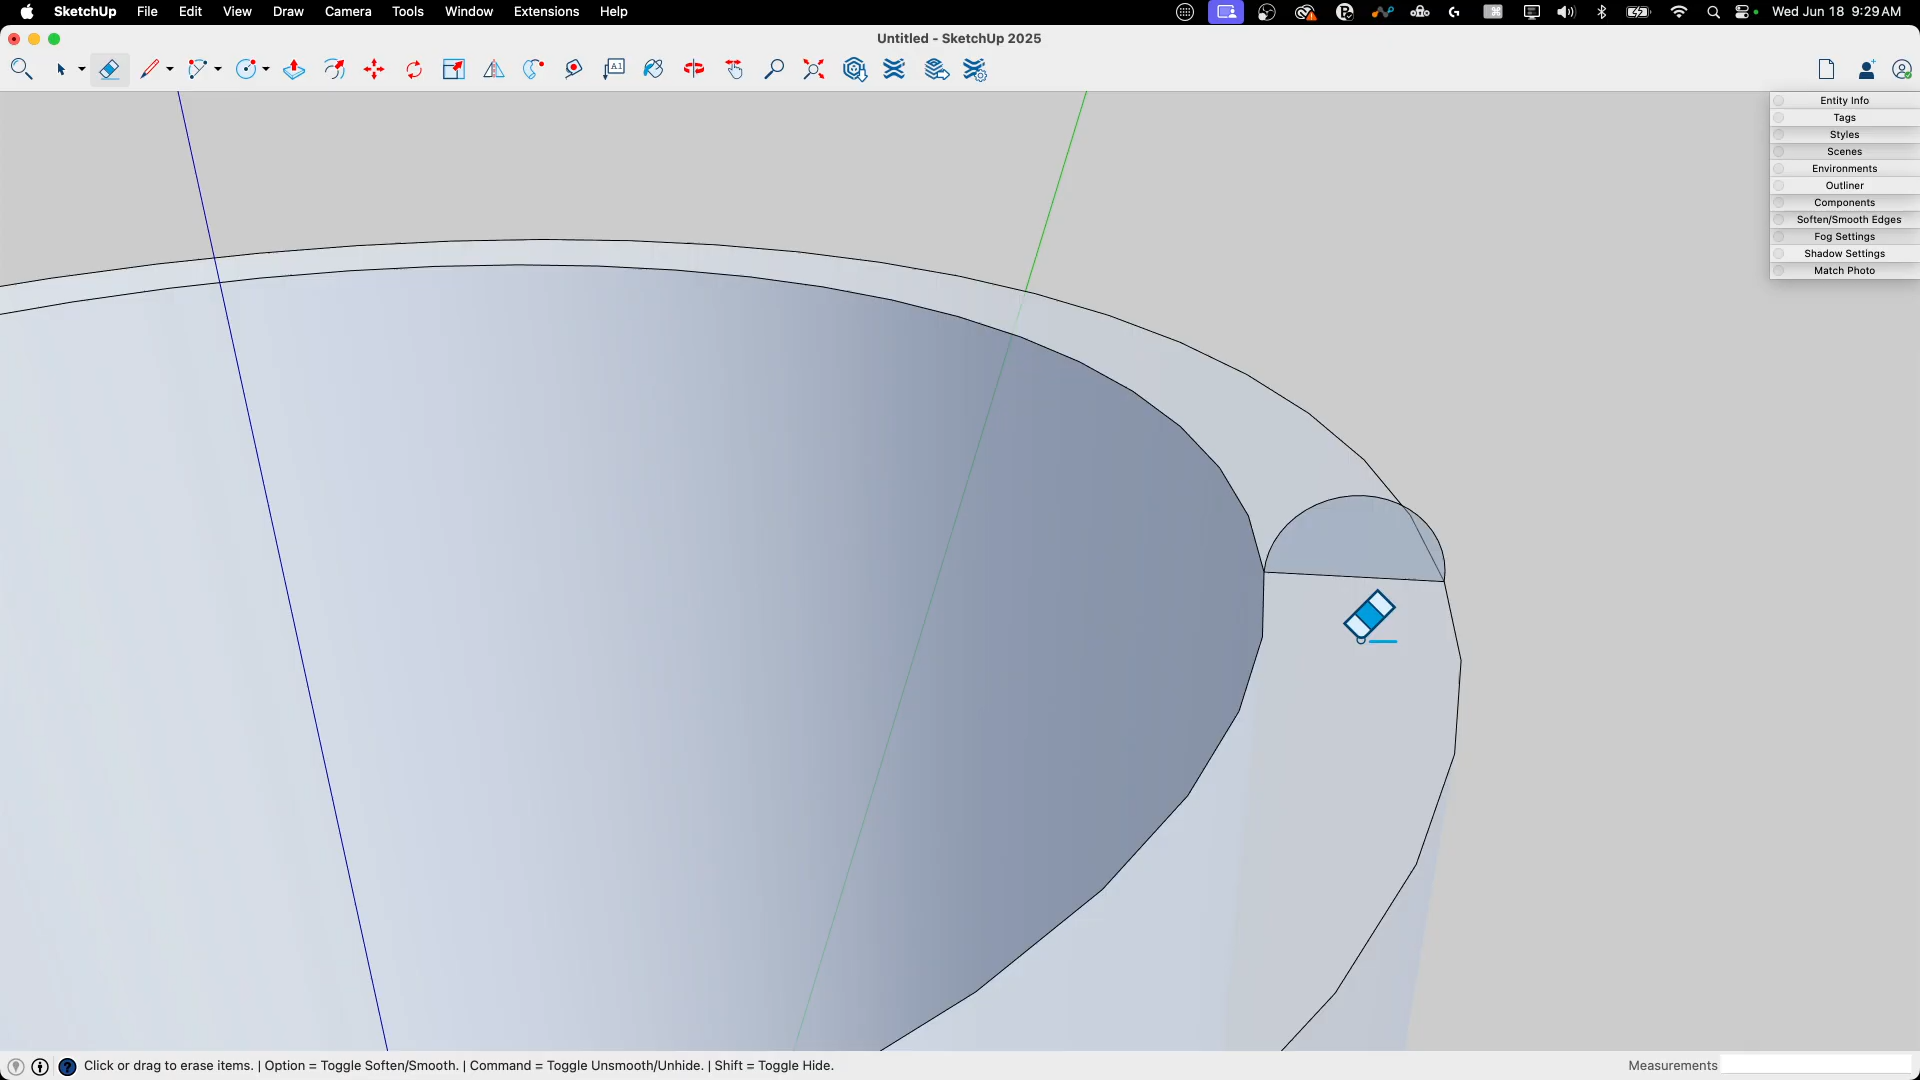 SketchUp File Edit View Draw Camera Tools Window Extensions Help Wed Jun 18 9:29 AM
Untitled - SketchUp 2025
A1
Entity Info
Tags
Styles
Scenes
Environments
Outliner
Components
Soften/Smooth Edges
Fog Settings
Shadow Settings
Match Photo
Click or drag to erase items. | Option = Toggle Soften/Smooth. | Command = Toggle Unsmooth/Unhide. | Shift = Toggle Hide. Measurements